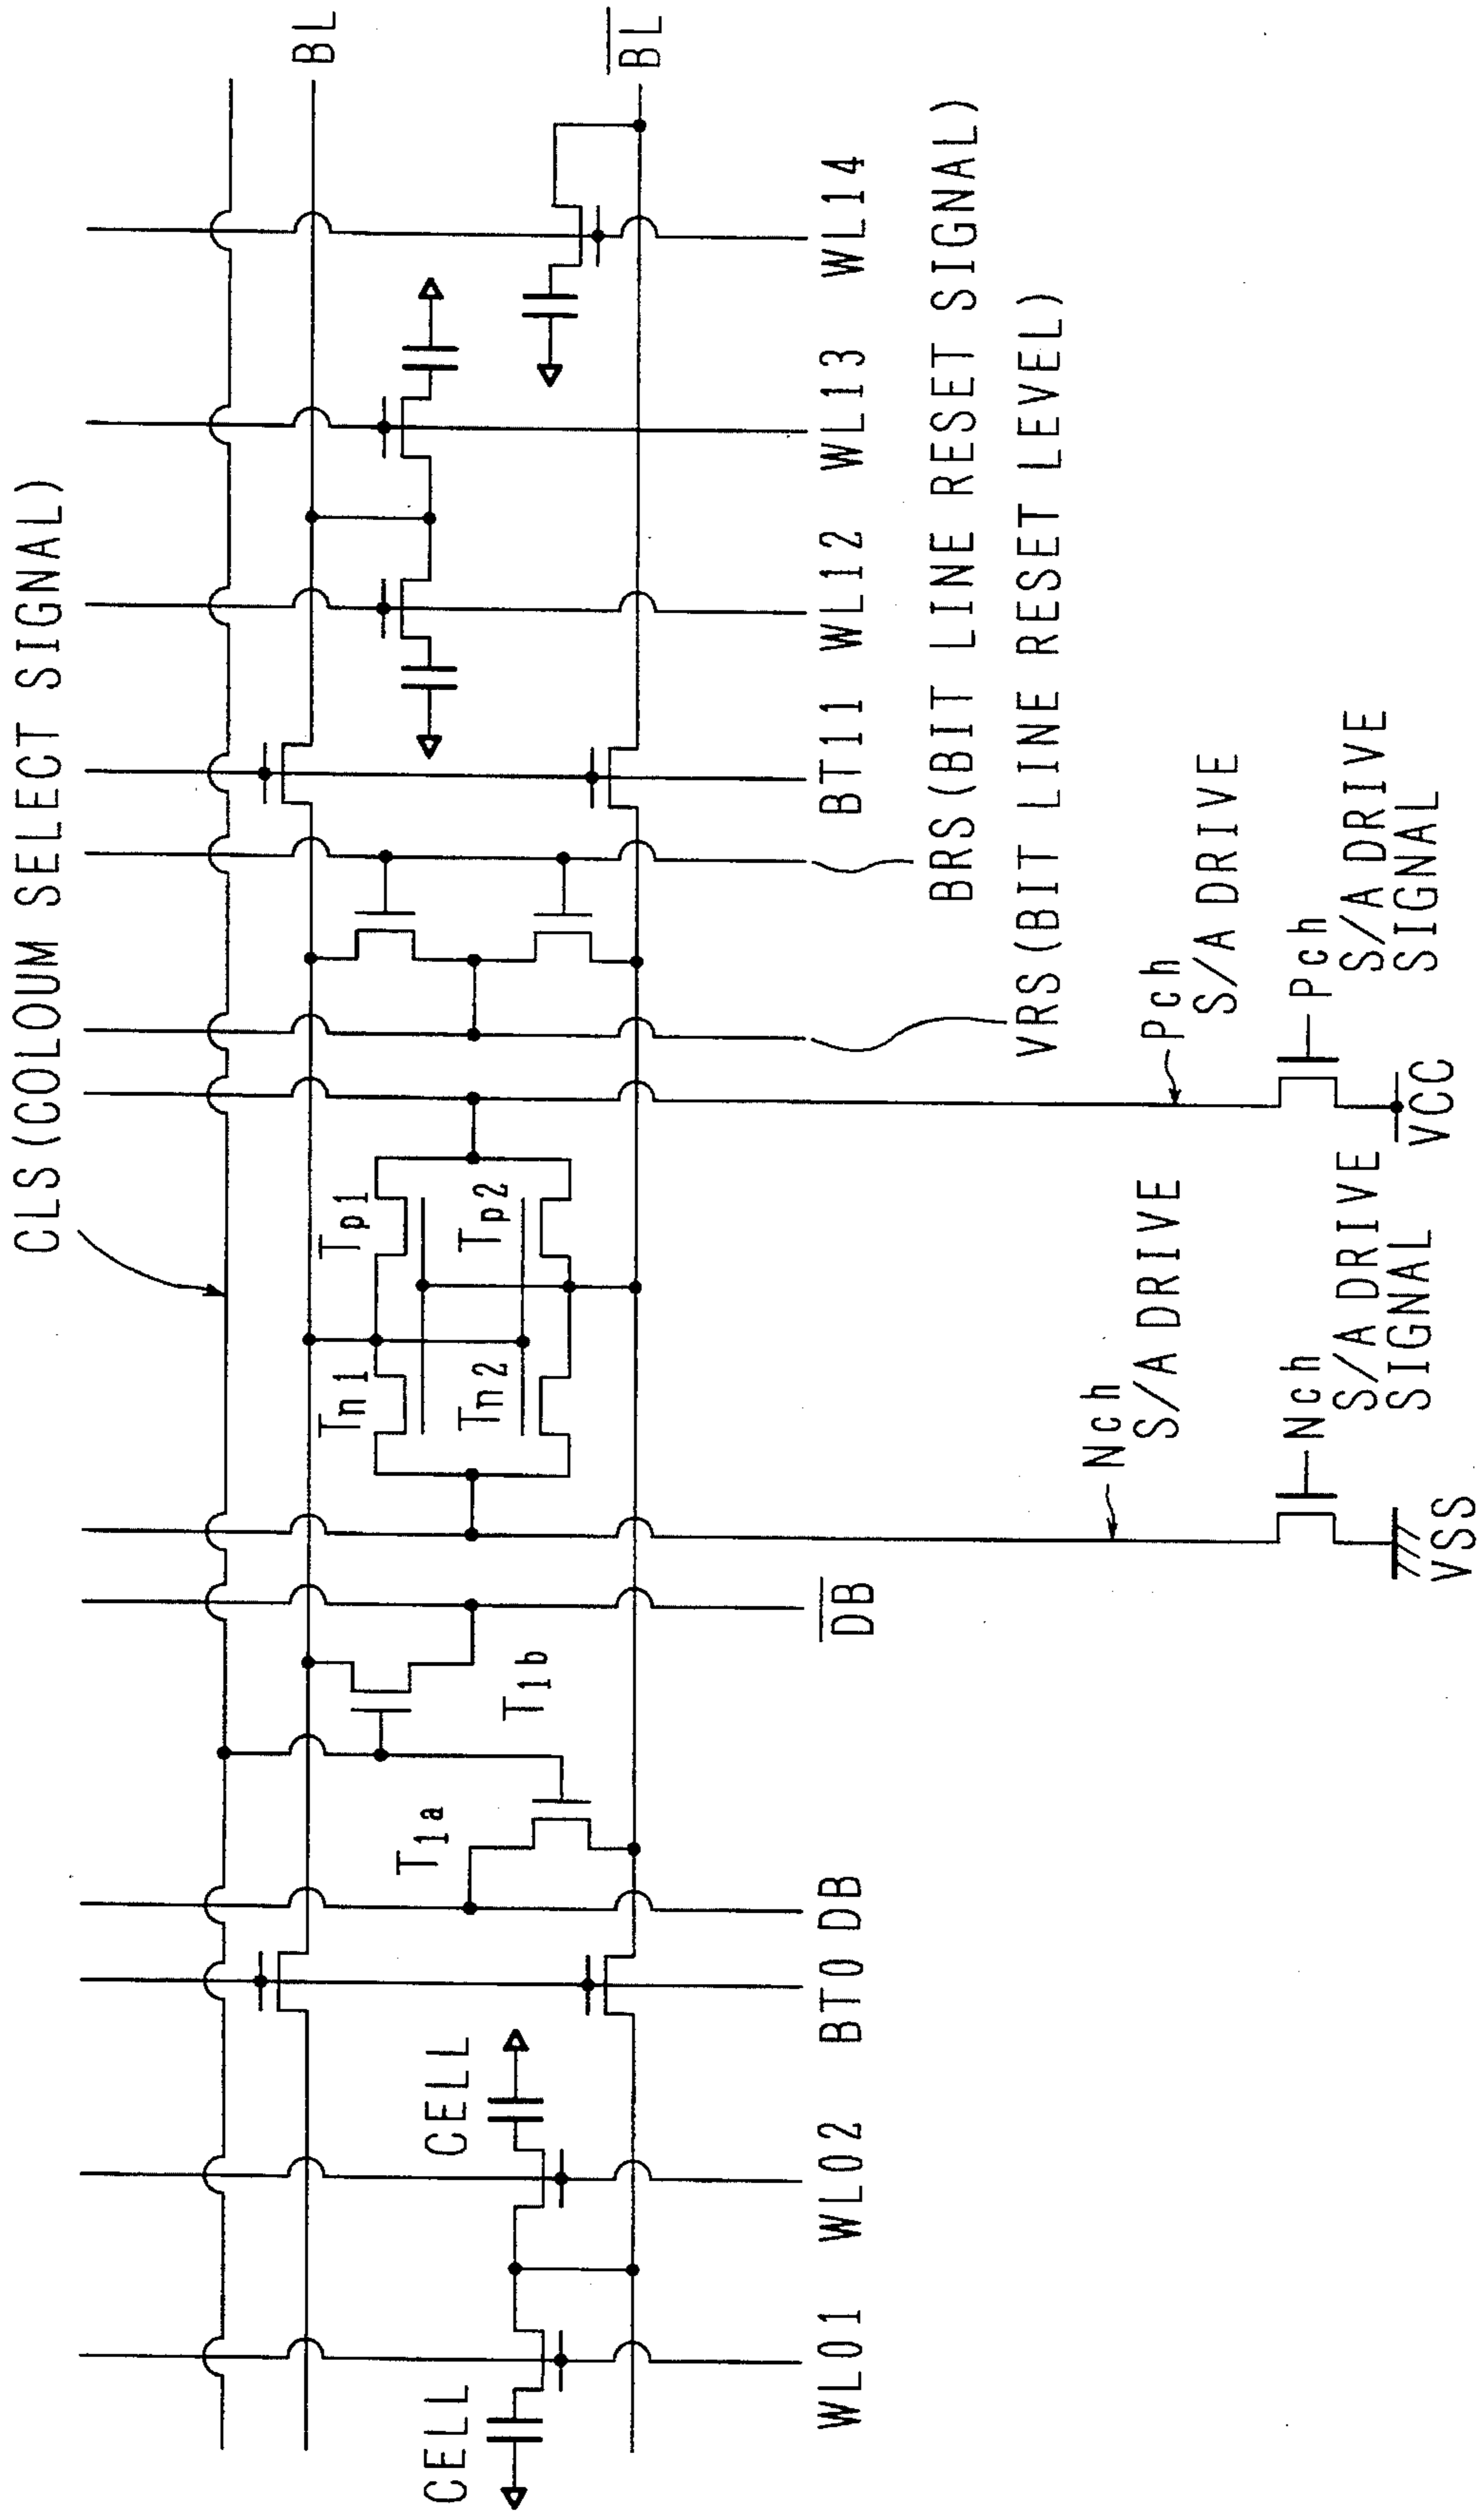 CLS(COLOUM SELECT SIGNAL)
BL
BL
CELL
CELL
T1a
T1b
Tn1
Tp1
Tn2
Tp2
WL01
WL02
BT0
DB
DB
BT11
WL12
WL13
WL14
BRS(BIT LINE RESET SIGNAL)
VRS(BIT LINE RESET LEVEL)
Nch
S/A DRIVE
Pch
S/A DRIVE
Nch
S/A DRIVE
SIGNAL
Pch
S/A DRIVE
SIGNAL
VSS
VCC